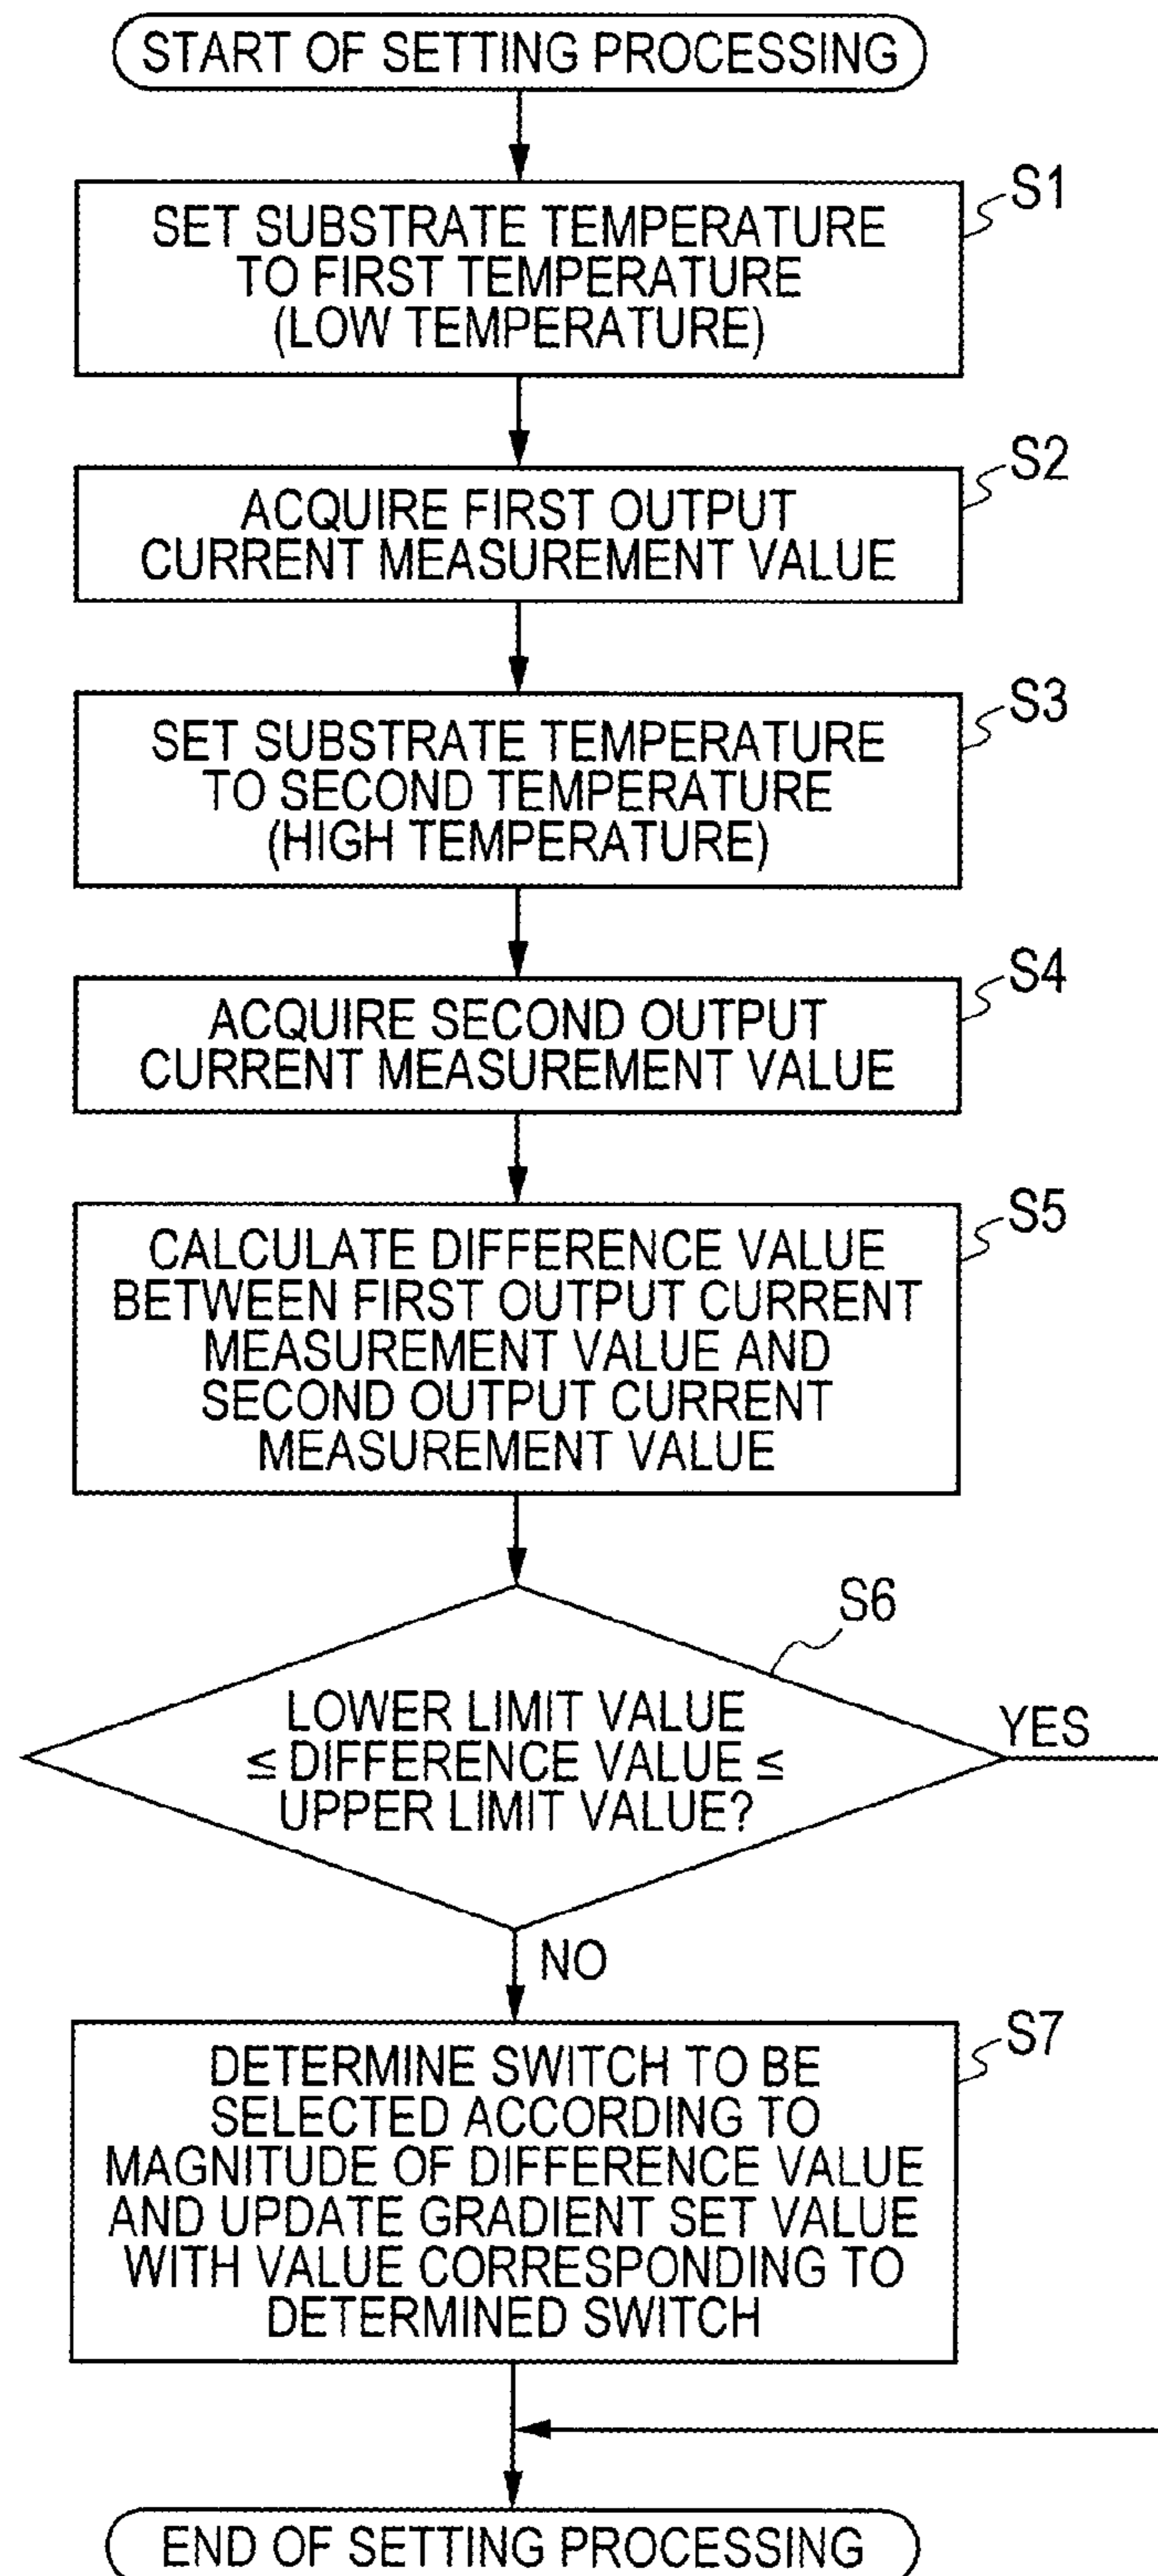 START OF SETTING PROCESSING
S1
SET SUBSTRATE TEMPERATURE
TO FIRST TEMPERATURE
(LOW TEMPERATURE)
S2
ACQUIRE FIRST OUTPUT
CURRENT MEASUREMENT VALUE
S3
SET SUBSTRATE TEMPERATURE
TO SECOND TEMPERATURE
(HIGH TEMPERATURE)
S4
ACQUIRE SECOND OUTPUT
CURRENT MEASUREMENT VALUE
S5
CALCULATE DIFFERENCE VALUE
BETWEEN FIRST OUTPUT CURRENT
MEASUREMENT VALUE AND
SECOND OUTPUT CURRENT
MEASUREMENT VALUE
S6
LOWER LIMIT VALUE
≤ DIFFERENCE VALUE ≤
UPPER LIMIT VALUE?
YES
NO
S7
DETERMINE SWITCH TO BE
SELECTED ACCORDING TO
MAGNITUDE OF DIFFERENCE VALUE
AND UPDATE GRADIENT SET VALUE
WITH VALUE CORRESPONDING TO
DETERMINED SWITCH
END OF SETTING PROCESSING